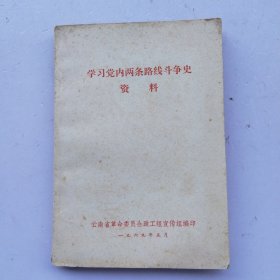 学习党内两条路线斗争史
资料
云南省革命委员会政工组宣传组编印
一九六九年五月